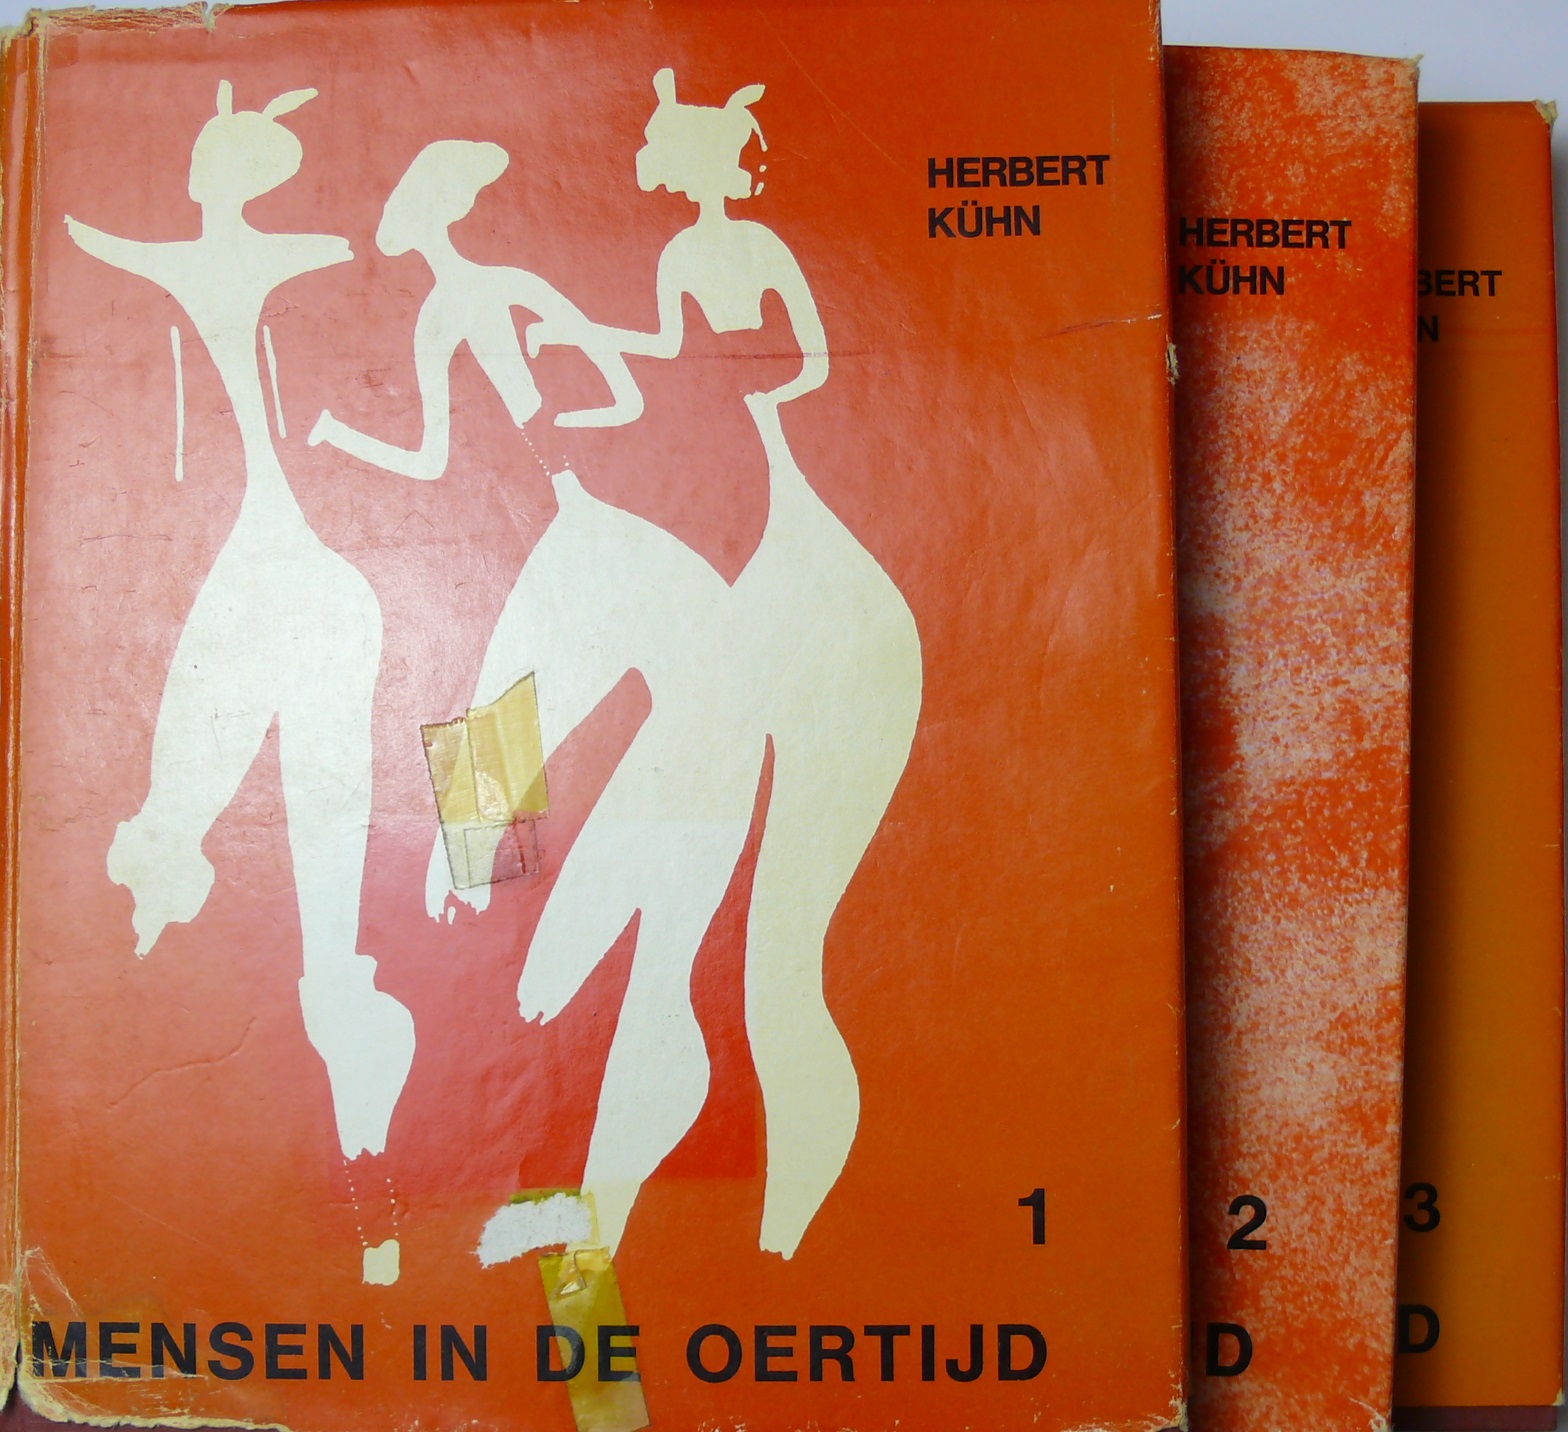 HERBERT
KÜHN
1
MENSEN IN DE OERTIJD
HERBERT
KÜHN
2
D
BERT
N
3
D